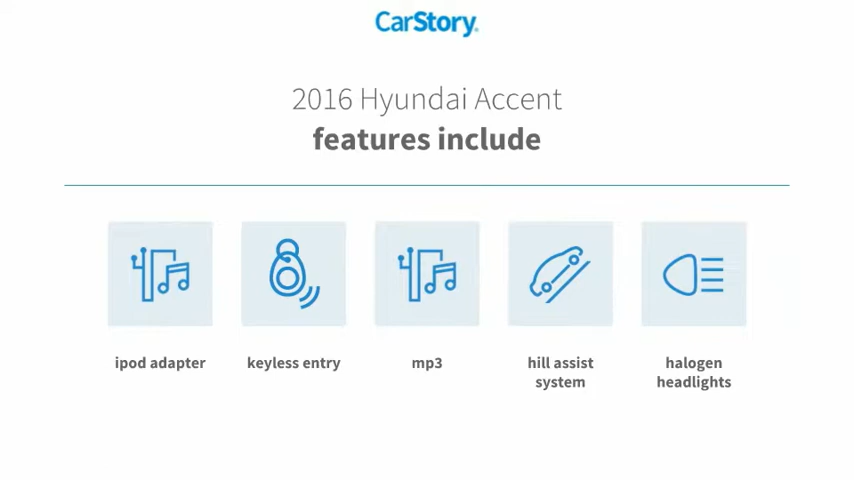 CarStory.
2016 Hyundai Accent
features include
ipod adapter
keyless entry
mp3
hill assist
system
halogen
headlights